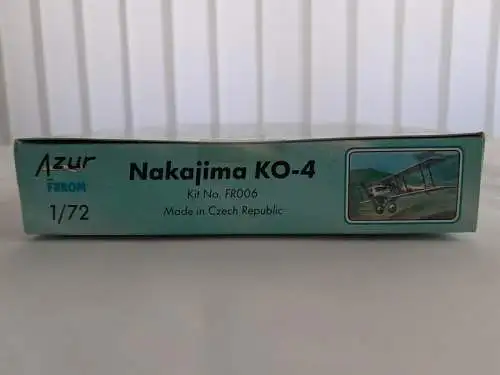 Azur
FRROM
1/72
Nakajima KO-4
Kit No. FR006
Made in Czech Republic